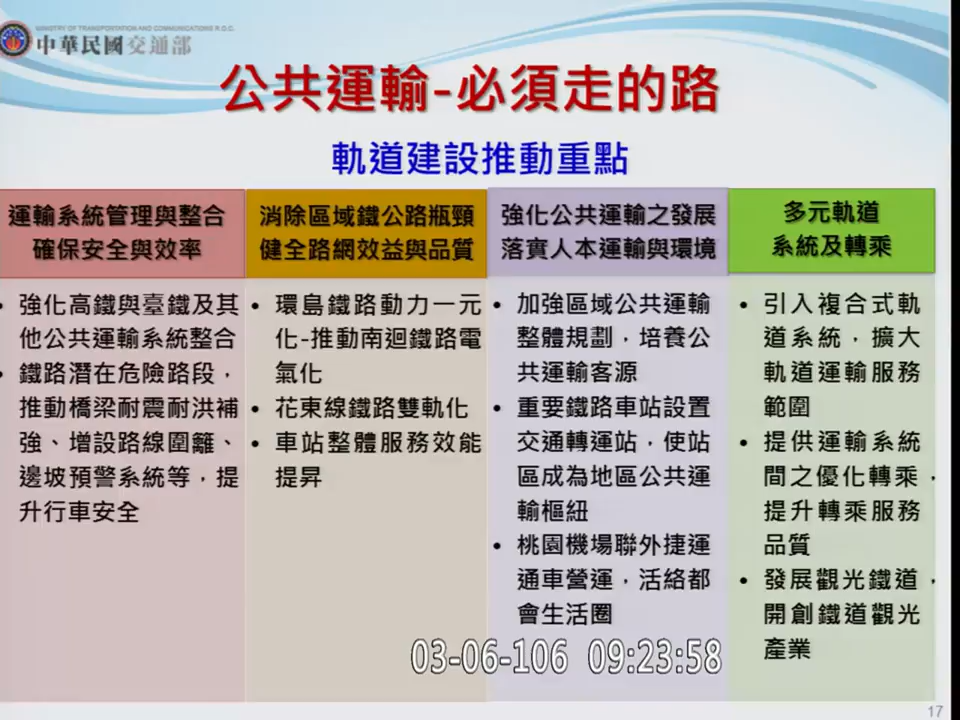 MINISTRY OF TRANSPORTATION AND COMMUNICATIONS R.O.C.
中華民國交通部
公共運輸-必須走的路
軌道建設推動重點
運輸系統管理與整合
確保安全與效率
• 強化高鐵與臺鐵及其
他公共運輸系統整合
• 鐵路潛在危險路段，
推動橋梁耐震耐洪補
強、增設路線圍籬、
邊坡預警系統等，提
升行車安全
消除區域鐵公路瓶頸
健全路網效益與品質
• 環島鐵路動力一元
化-推動南迴鐵路電
氣化
• 花東線鐵路雙軌化
• 車站整體服務效能
提昇
強化公共運輸之發展
落實人本運輸與環境
• 加強區域公共運輸
整體規劃，培養公
共運輸客源
• 重要鐵路車站設置
交通轉運站，使站
區成為地區公共運
輸樞紐
• 桃園機場聯外捷運
通車營運，活絡都
會生活圈
多元軌道
系統及轉乘
• 引入複合式軌
道系統，擴大
軌道運輸服務
範圍
• 提供運輸系統
間之優化轉乘，
提升轉乘服務
品質
• 發展觀光鐵道，
開創鐵道觀光
產業
03-06-106 09:23:58
17